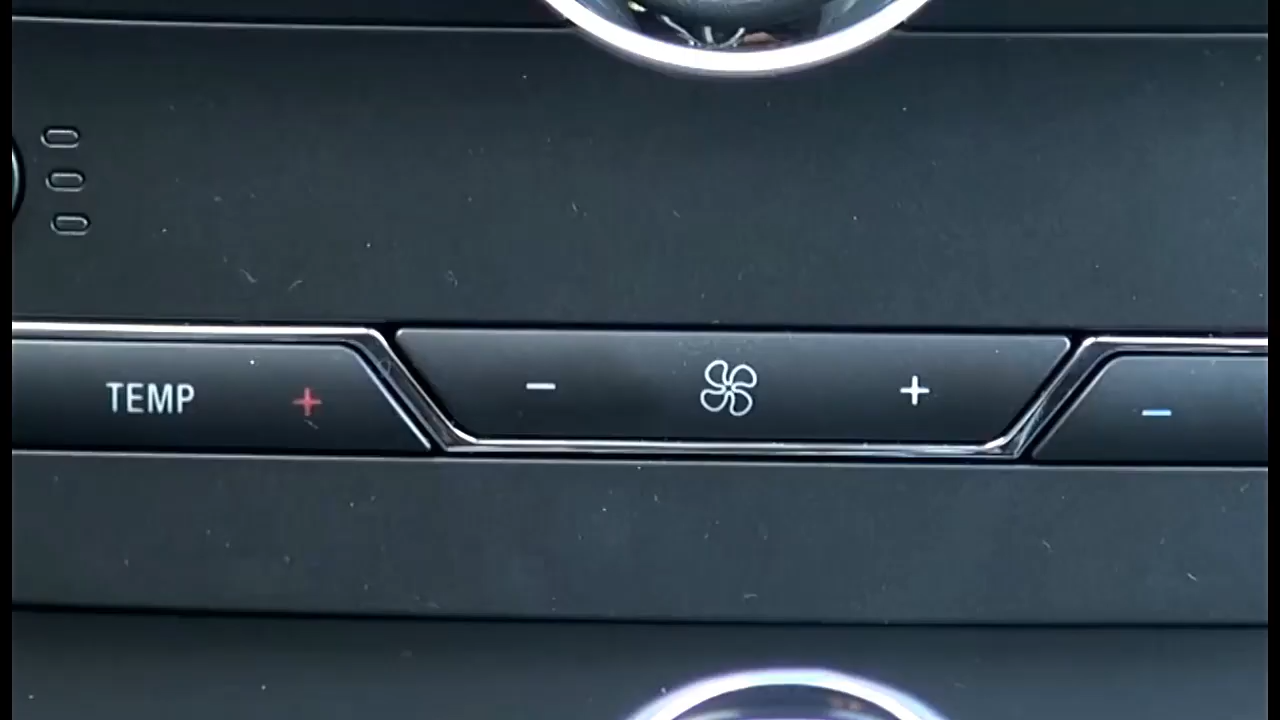 TEMP + − + −